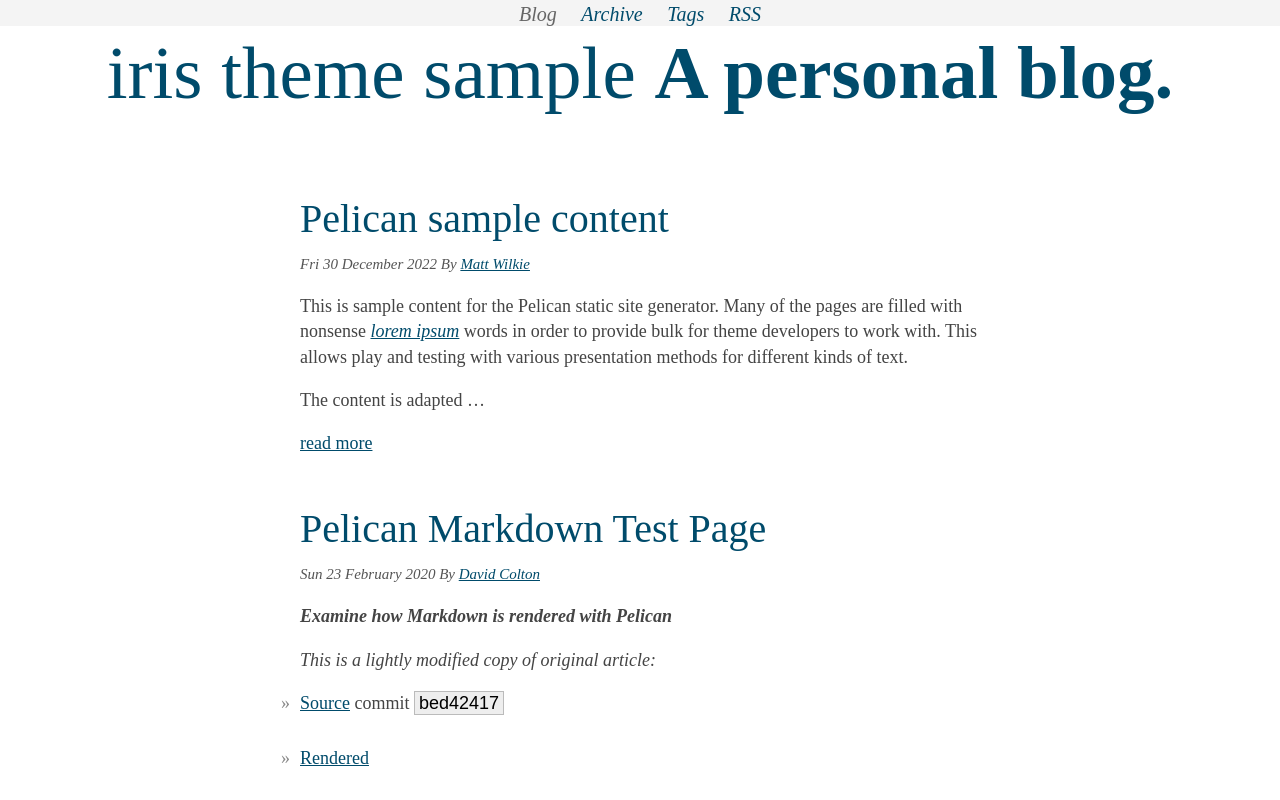 Blog Archive Tags RSS
iris theme sample A personal blog.
Pelican sample content
Fri 30 December 2022 By Matt Wilkie
This is sample content for the Pelican static site generator. Many of the pages are filled with
nonsense lorem ipsum words in order to provide bulk for theme developers to work with. This
allows play and testing with various presentation methods for different kinds of text.
The content is adapted …
read more
Pelican Markdown Test Page
Sun 23 February 2020 By David Colton
Examine how Markdown is rendered with Pelican
This is a lightly modified copy of original article:
» Source commit bed42417
» Rendered